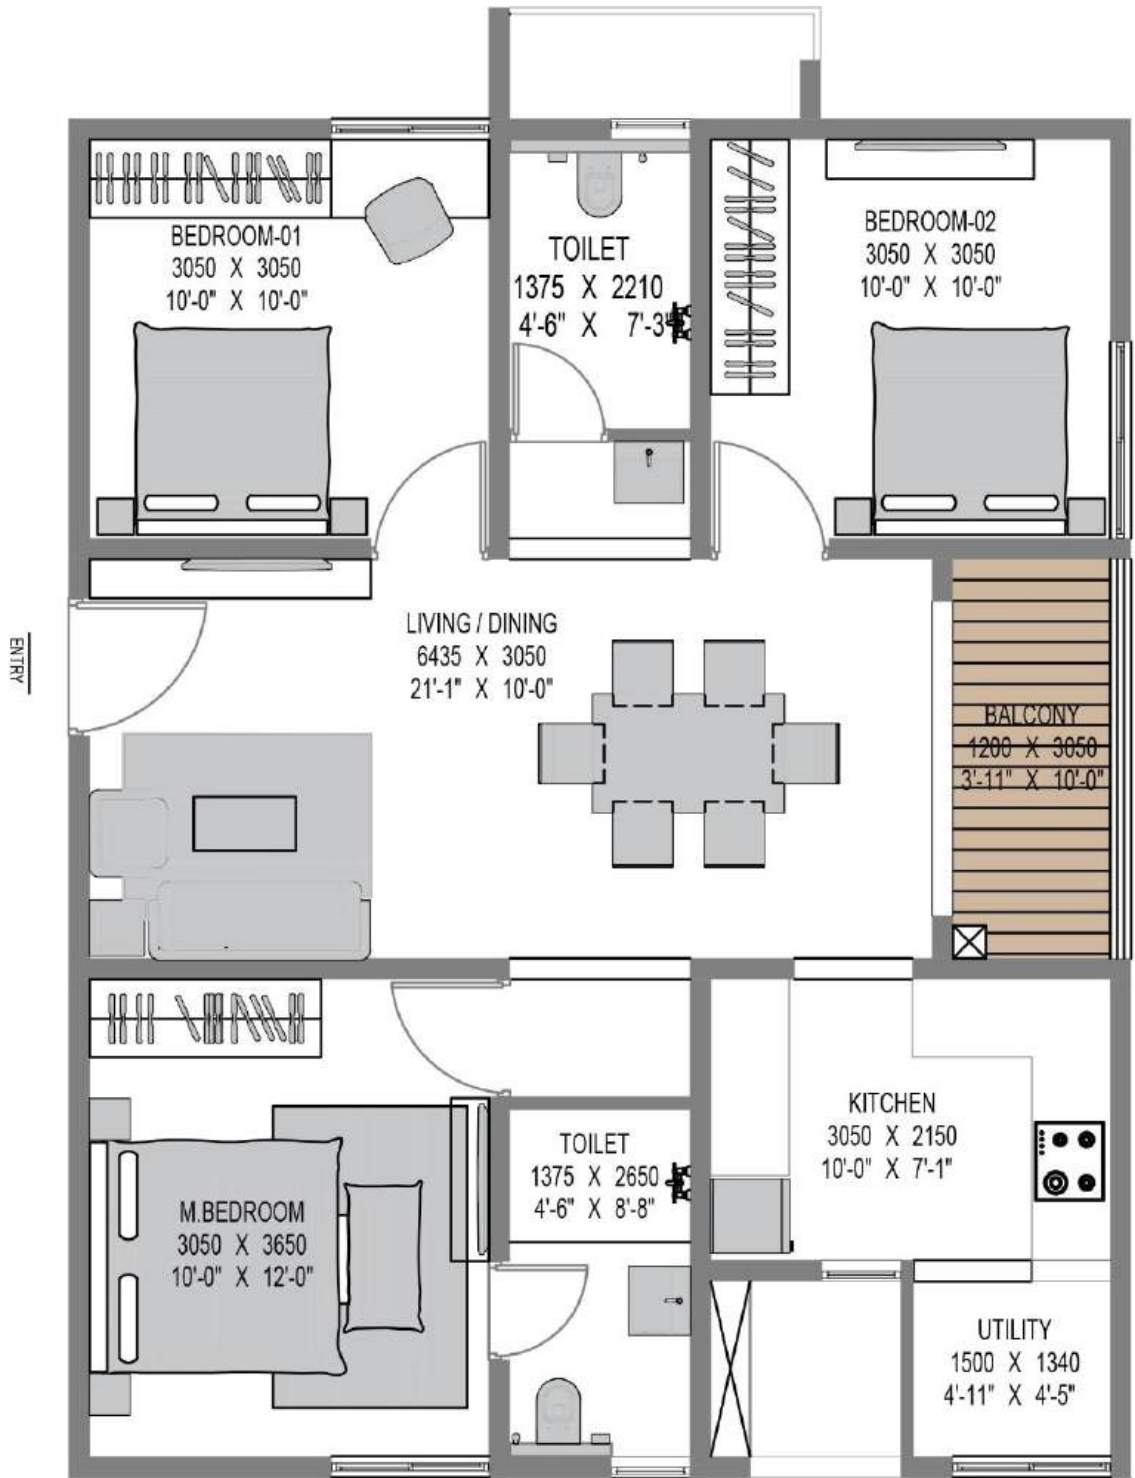 BEDROOM-01
3050 X 3050
10'-0" X 10'-0"
TOILET
1375 X 2210
4'-6" X 7'-3"
BEDROOM-02
3050 X 3050
10'-0" X 10'-0"
ENTRY
LIVING / DINING
6435 X 3050
21'-1" X 10'-0"
BALCONY
1200 X 3050
3'-11" X 10'-0"
M.BEDROOM
3050 X 3650
10'-0" X 12'-0"
TOILET
1375 X 2650
4'-6" X 8'-8"
KITCHEN
3050 X 2150
10'-0" X 7'-1"
UTILITY
1500 X 1340
4'-11" X 4'-5"